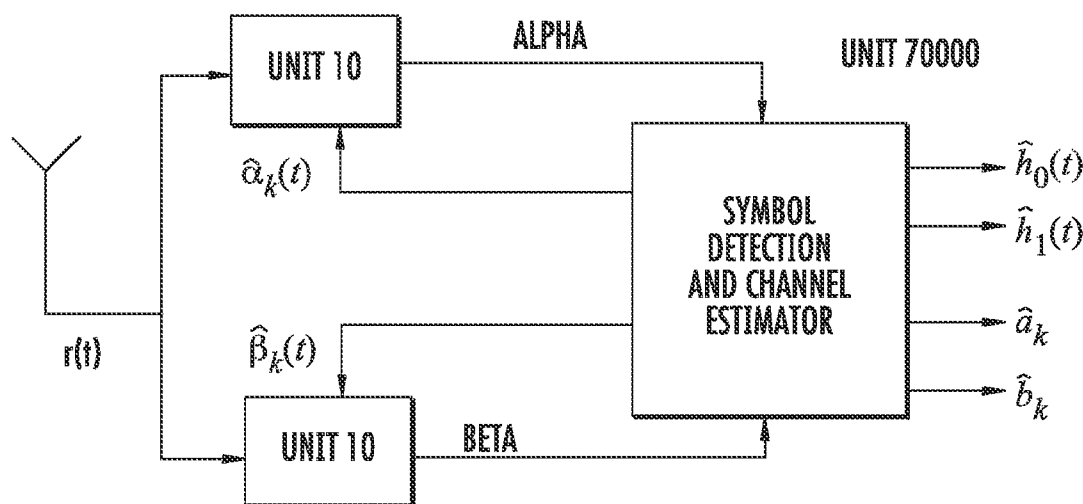 ALPHA
UNIT 70000
UNIT 10
α̂ₖ(t)
SYMBOL
DETECTION
AND CHANNEL
ESTIMATOR
ĥ₀(t)
ĥ₁(t)
âₖ
b̂ₖ
r(t)
β̂ₖ(t)
UNIT 10
BETA